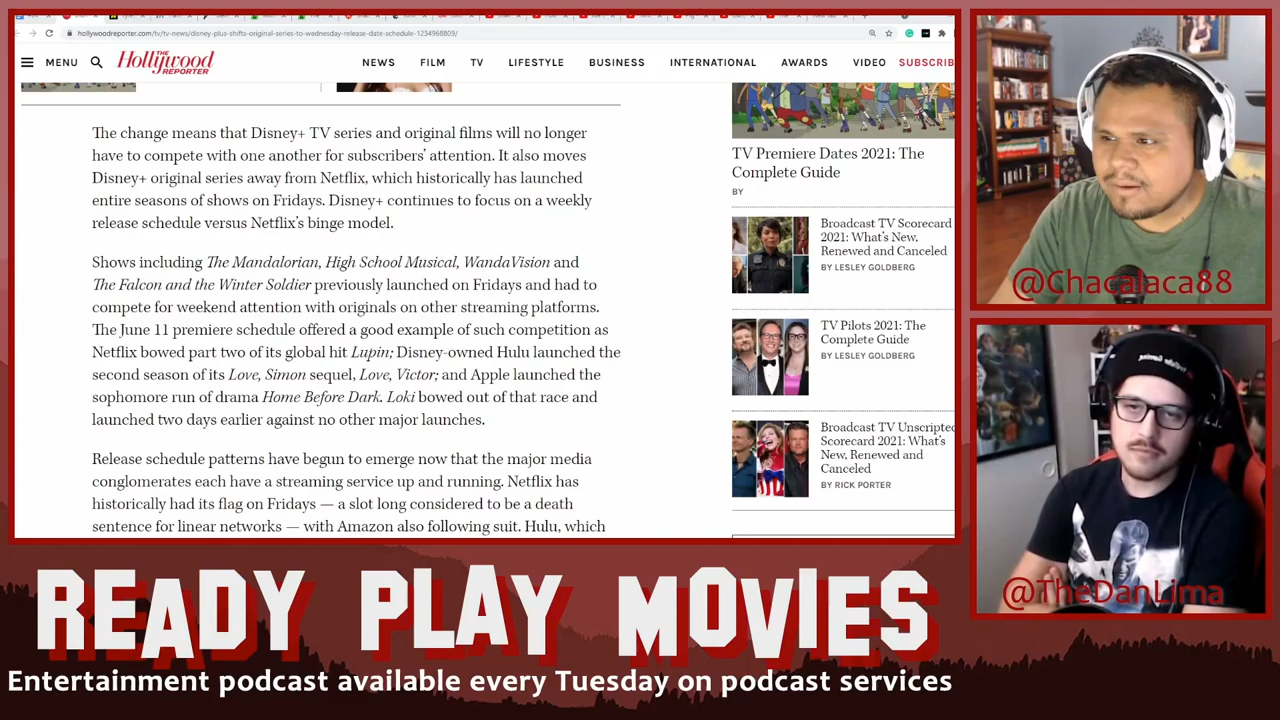 hollywoodreporter.com/tv/tv-news/disney-plus-shifts-original-series-to-wednesday-release-date-schedule-1234968809/
MENU
THE
Hollywood
REPORTER
NEWS FILM TV LIFESTYLE BUSINESS INTERNATIONAL AWARDS VIDEO SUBSCRIB
The change means that Disney+ TV series and original films will no longer
have to compete with one another for subscribers' attention. It also moves
Disney+ original series away from Netflix, which historically has launched
entire seasons of shows on Fridays. Disney+ continues to focus on a weekly
release schedule versus Netflix's binge model.
Shows including The Mandalorian, High School Musical, WandaVision and
The Falcon and the Winter Soldier previously launched on Fridays and had to
compete for weekend attention with originals on other streaming platforms.
The June 11 premiere schedule offered a good example of such competition as
Netflix bowed part two of its global hit Lupin; Disney-owned Hulu launched the
second season of its Love, Simon sequel, Love, Victor; and Apple launched the
sophomore run of drama Home Before Dark. Loki bowed out of that race and
launched two days earlier against no other major launches.
Release schedule patterns have begun to emerge now that the major media
conglomerates each have a streaming service up and running. Netflix has
historically had its flag on Fridays — a slot long considered to be a death
sentence for linear networks — with Amazon also following suit. Hulu, which
TV Premiere Dates 2021: The
Complete Guide
BY
Broadcast TV Scorecard
2021: What's New,
Renewed and Canceled
BY LESLEY GOLDBERG
TV Pilots 2021: The
Complete Guide
BY LESLEY GOLDBERG
Broadcast TV Unscripted
Scorecard 2021: What's
New, Renewed and
Canceled
BY RICK PORTER
@Chacalaca88
@TheDanLima
READY PLAY MOVIES
Entertainment podcast available every Tuesday on podcast services